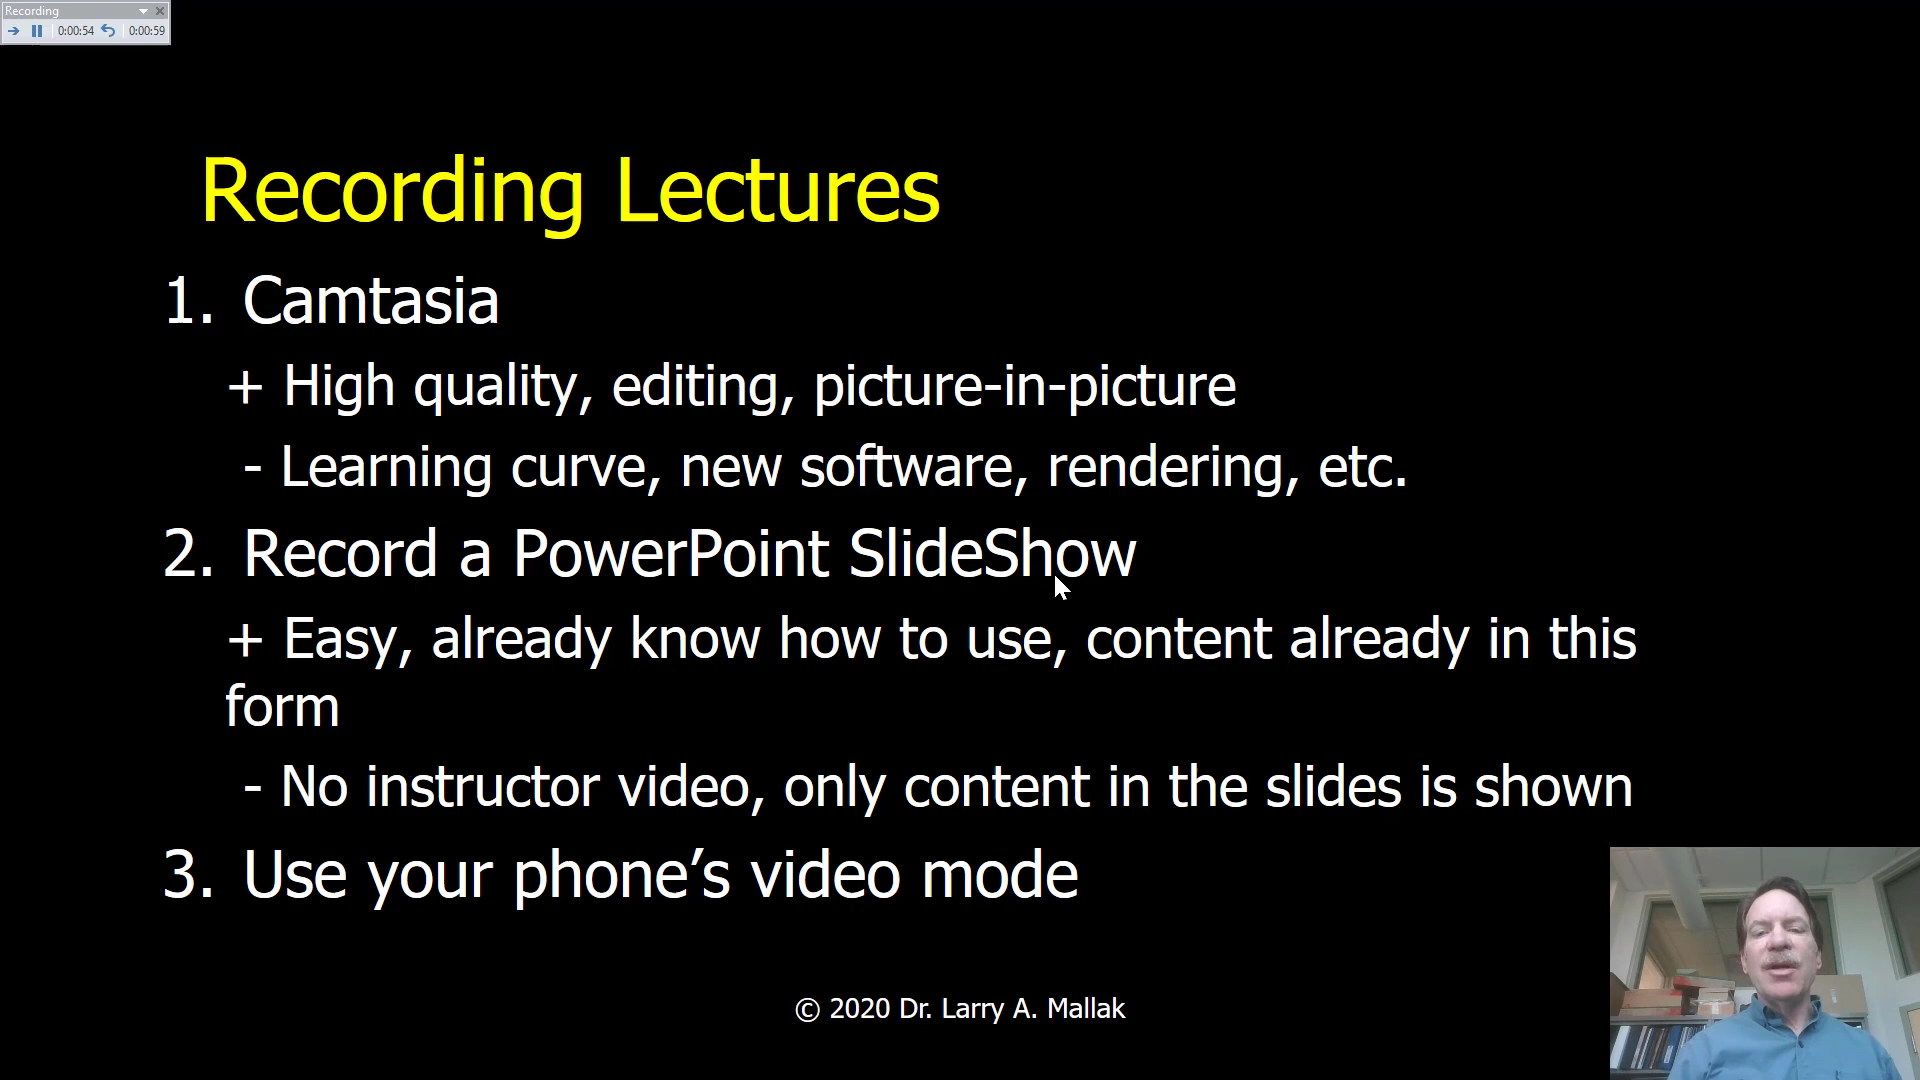 Recording
0:00:54 0:00:59
Recording Lectures
1. Camtasia
+ High quality, editing, picture-in-picture
- Learning curve, new software, rendering, etc.
2. Record a PowerPoint SlideShow
+ Easy, already know how to use, content already in this
form
- No instructor video, only content in the slides is shown
3. Use your phone’s video mode
© 2020 Dr. Larry A. Mallak